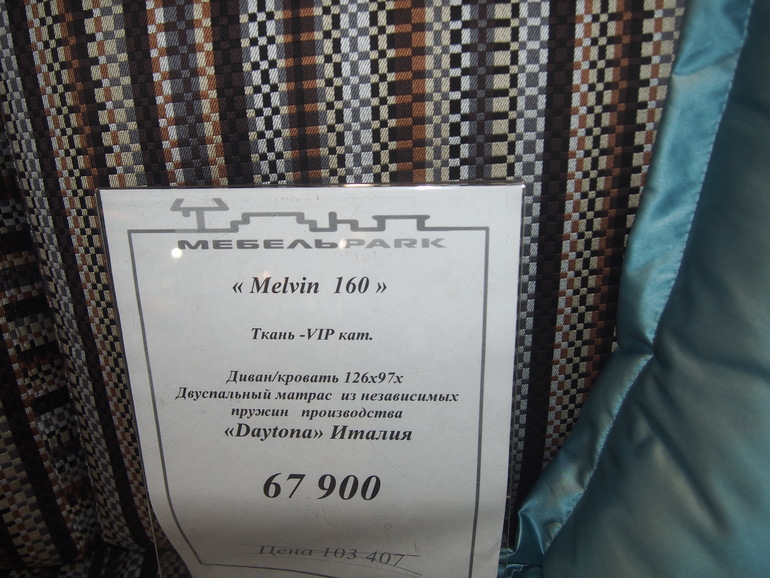 МЕБЕЛЬPARK
« Melvin 160 »
Ткань -VIP кат.
Диван/кровать 126х97х
Двуспальный матрас из независимых
пружин производства
«Daytona» Италия
67 900
Цена 103 407